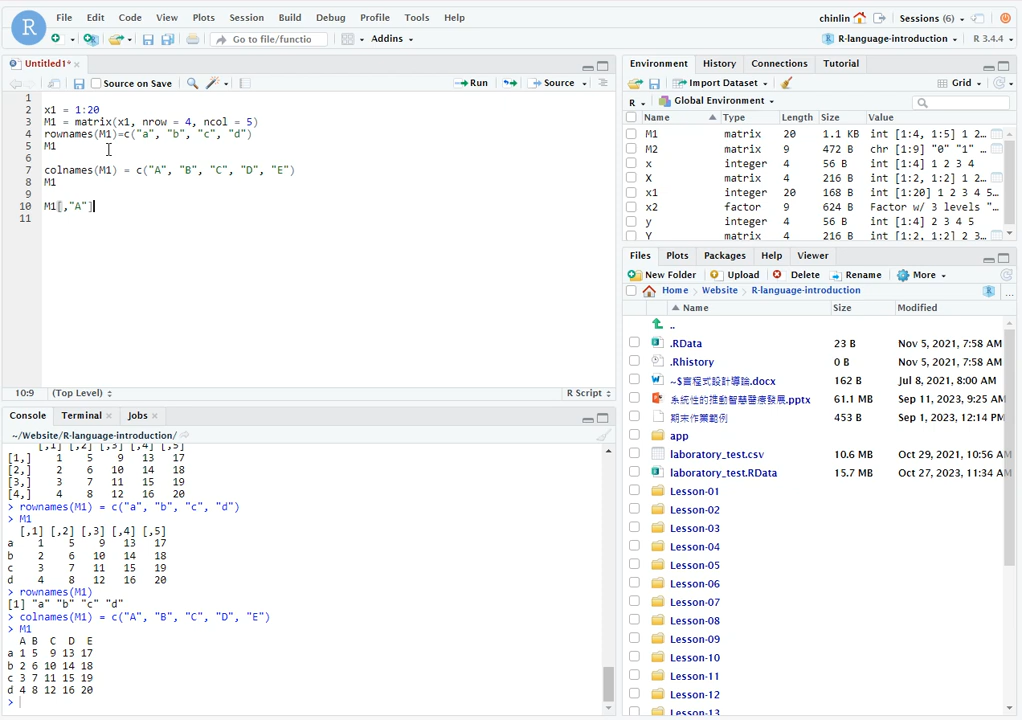 R
File Edit Code View Plots Session Build Debug Profile Tools Help
chinlin Sessions (6)
Go to file/functio Addins
R-language-introduction R 3.4.4
Untitled1*
Source on Save Run Source
1
2 x1 = 1:20
3 M1 = matrix(x1, nrow = 4, ncol = 5)
4 rownames(M1)=c("a", "b", "c", "d")
5 M1
6
7 colnames(M1) = c("A", "B", "C", "D", "E")
8 M1
9
10 M1[,"A"]
11
10:9 (Top Level) R Script
Console Terminal Jobs
~/Website/R-language-introduction/
[,1] [,2] [,3] [,4] [,5]
[1,] 1 5 9 13 17
[2,] 2 6 10 14 18
[3,] 3 7 11 15 19
[4,] 4 8 12 16 20
> rownames(M1) = c("a", "b", "c", "d")
> M1
[,1] [,2] [,3] [,4] [,5]
a 1 5 9 13 17
b 2 6 10 14 18
c 3 7 11 15 19
d 4 8 12 16 20
> rownames(M1)
[1] "a" "b" "c" "d"
> colnames(M1) = c("A", "B", "C", "D", "E")
> M1
A B C D E
a 1 5 9 13 17
b 2 6 10 14 18
c 3 7 11 15 19
d 4 8 12 16 20
>
Environment History Connections Tutorial
Import Dataset Grid
R Global Environment
Name Type Length Size Value
M1 matrix 20 1.1 KB int [1:4, 1:5] 1 2…
M2 matrix 9 472 B chr [1:9] "0" "1" …
x integer 4 56 B int [1:4] 1 2 3 4
X matrix 4 216 B int [1:2, 1:2] 1 2…
x1 integer 20 168 B int [1:20] 1 2 3 4 5…
x2 factor 9 624 B Factor w/ 3 levels "…
y integer 4 56 B int [1:4] 2 3 4 5
Y matrix 4 216 B int [1:2, 1:2] 2 3…
Files Plots Packages Help Viewer
New Folder Upload Delete Rename More
Home Website R-language-introduction ...
Name Size Modified
..
.RData 23 B Nov 5, 2021, 7:58 AM
.Rhistory 0 B Nov 5, 2021, 7:58 AM
~$言程式設計導論.docx 162 B Jul 8, 2021, 8:00 AM
系統性的推動智慧醫療發展.pptx 61.1 MB Sep 11, 2023, 9:25 AM
期末作業範例 453 B Sep 1, 2023, 12:14 PM
app
laboratory_test.csv 10.6 MB Oct 29, 2021, 10:56 AM
laboratory_test.RData 15.7 MB Oct 27, 2023, 11:34 AM
Lesson-01
Lesson-02
Lesson-03
Lesson-04
Lesson-05
Lesson-06
Lesson-07
Lesson-08
Lesson-09
Lesson-10
Lesson-11
Lesson-12
Lesson-13